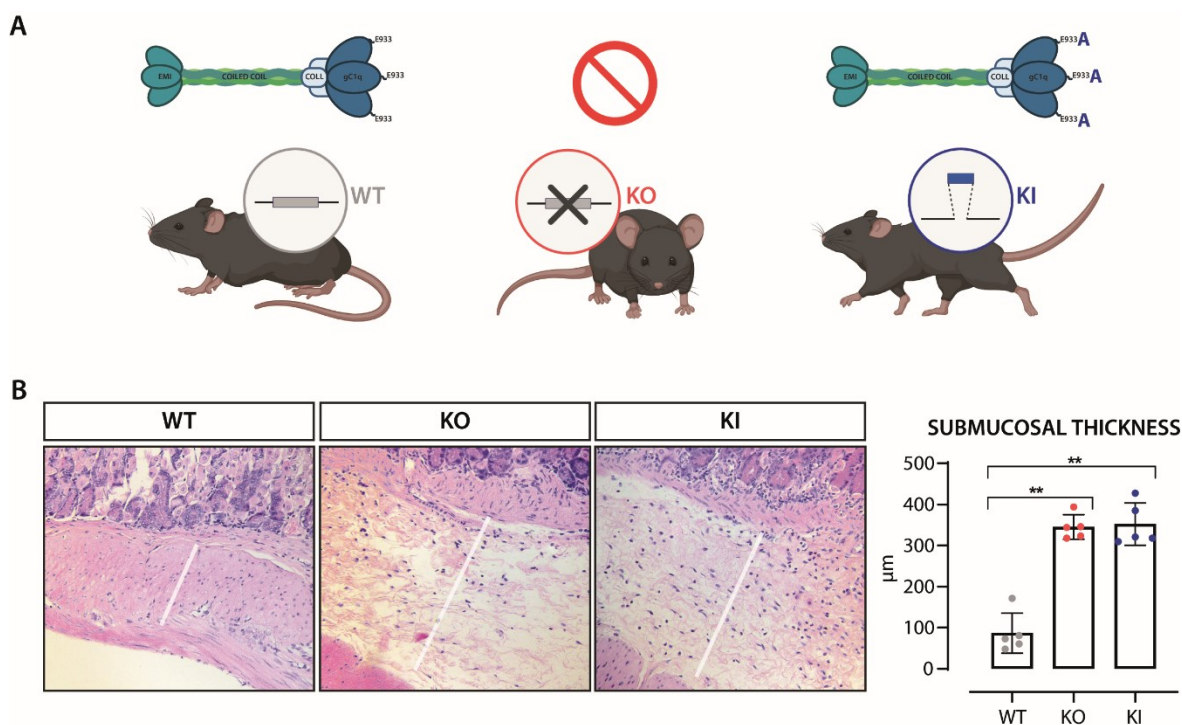 A
EMI COILED COIL COLL gC1q E933
E933
E933
EMI COILED COIL COLL gC1q E933A
E933A
E933A
WT
KO
KI
B
WT
KO
KI
SUBMUCOSAL THICKNESS
500
400
300
200
100
0
µm
**
**
WT KO KI